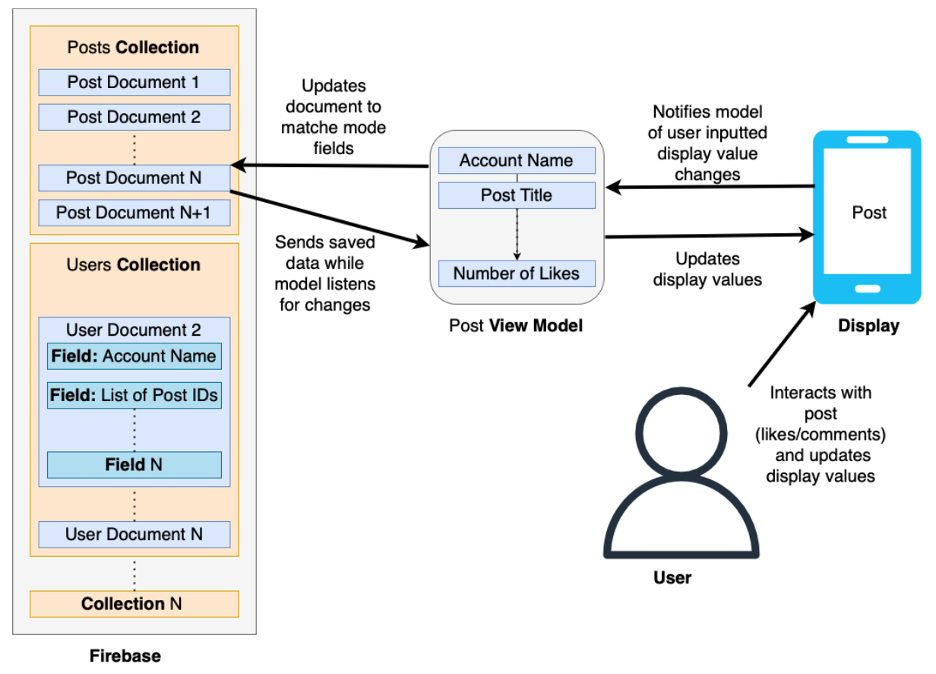 Posts Collection
Post Document 1
Post Document 2
Post Document N
Post Document N+1
Users Collection
User Document 2
Field: Account Name
Field: List of Post IDs
Field N
User Document N
Collection N
Firebase
Updates
document to
matche mode
fields
Sends saved
data while
model listens
for changes
Account Name
Post Title
Number of Likes
Post View Model
Notifies model
of user inputted
display value
changes
Updates
display values
Post
Display
Interacts with
post
(likes/comments)
and updates
display values
User